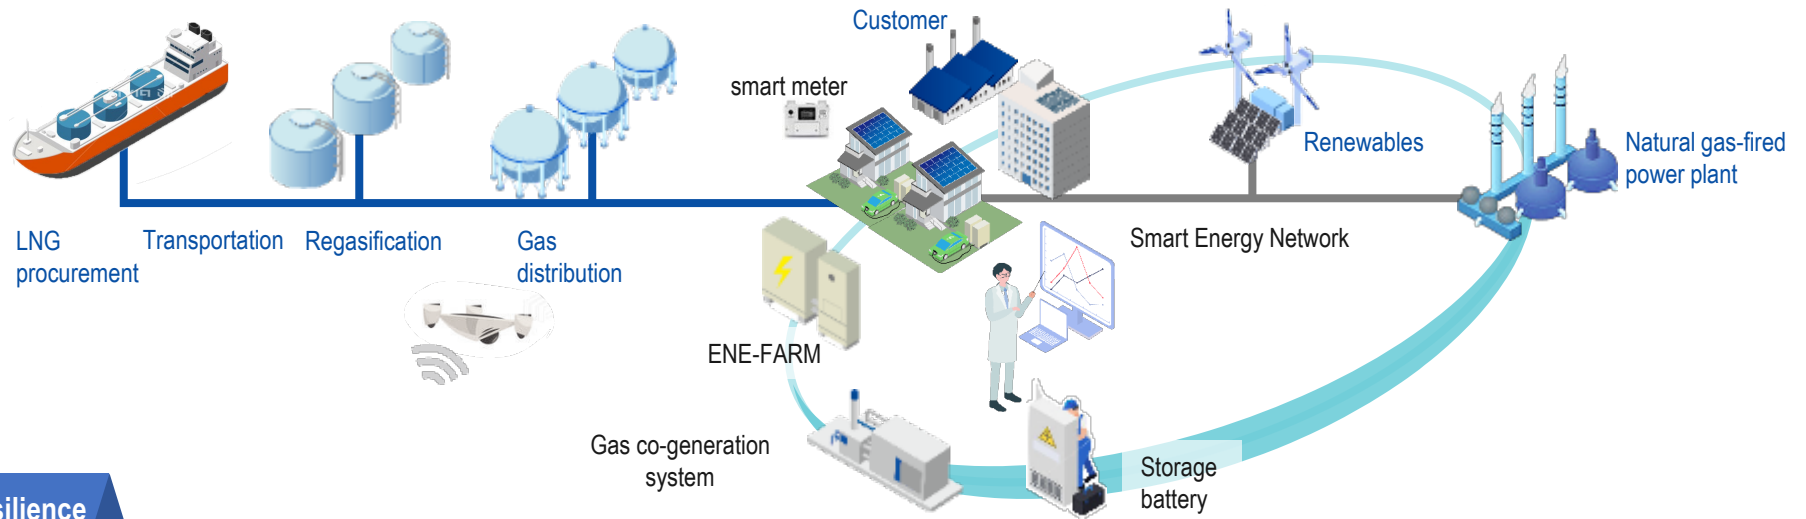 Customer
smart meter
Renewables
Natural gas-fired
power plant
LNG
procurement
Transportation
Regasification
Gas
distribution
Smart Energy Network
ENE-FARM
Gas co-generation
system
Storage
battery